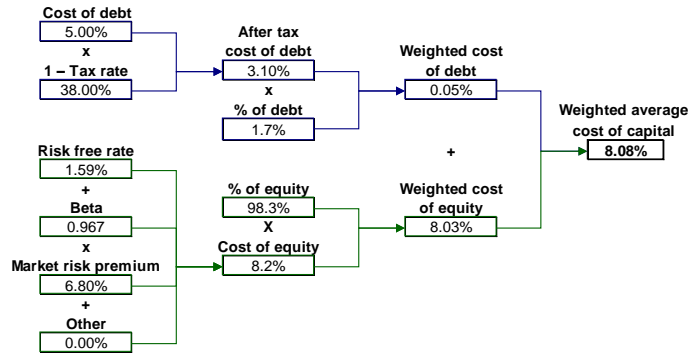 Cost of debt
5.00%
x
1 – Tax rate
38.00%
After tax
cost of debt
3.10%
x
% of debt
1.7%
Weighted cost
of debt
0.05%
Weighted average
cost of capital
8.08%
+
Risk free rate
1.59%
+
Beta
0.967
x
Market risk premium
6.80%
+
Other
0.00%
% of equity
98.3%
X
Cost of equity
8.2%
Weighted cost
of equity
8.03%